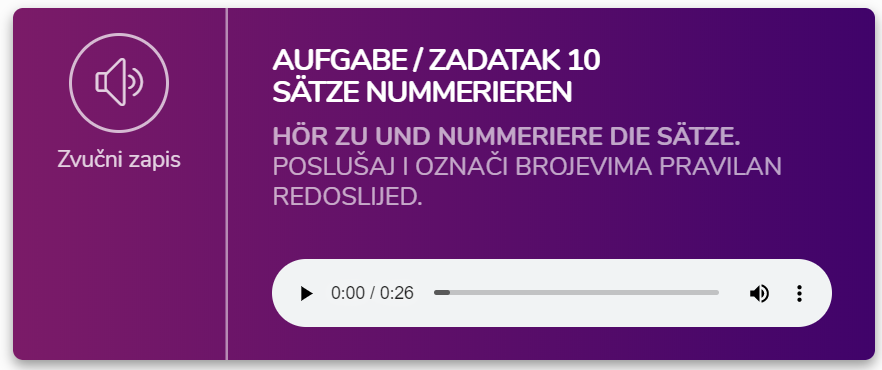 Zvučni zapis
AUFGABE / ZADATAK 10
SÄTZE NUMMERIEREN
HÖR ZU UND NUMMERIERE DIE SÄTZE.
POSLUŠAJ I OZNAČI BROJEVIMA PRAVILAN
REDOSLIJED.
0:00 / 0:26